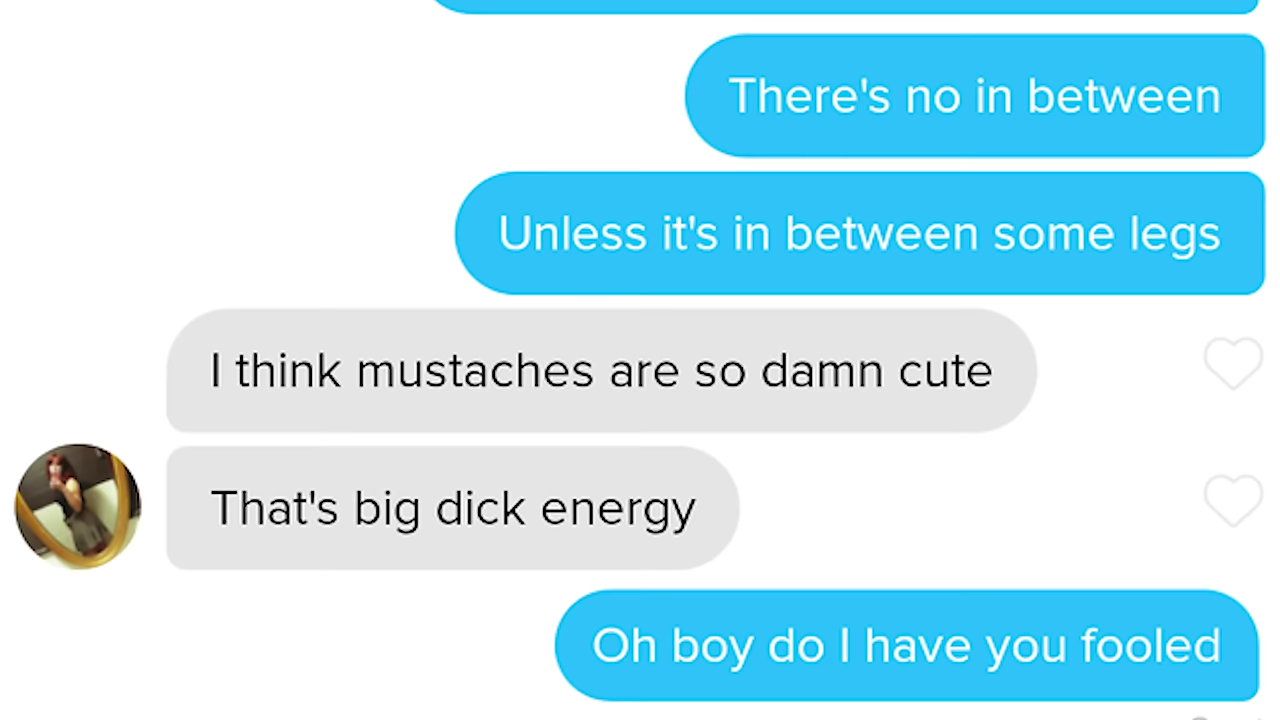 There's no in between
Unless it's in between some legs
I think mustaches are so damn cute
That's big dick energy
Oh boy do I have you fooled